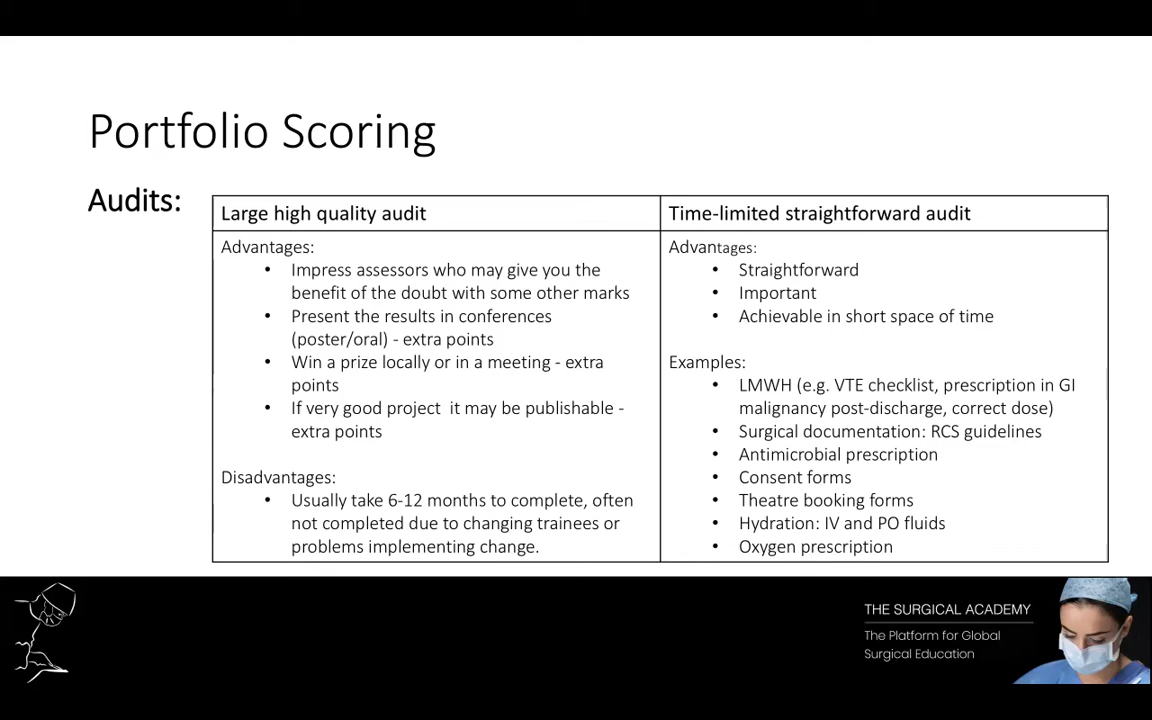 Portfolio Scoring
Audits:
Large high quality audit
Advantages:
• Impress assessors who may give you the
benefit of the doubt with some other marks
• Present the results in conferences
(poster/oral) - extra points
• Win a prize locally or in a meeting - extra
points
• If very good project  it may be publishable -
extra points
Disadvantages:
• Usually take 6-12 months to complete, often
not completed due to changing trainees or
problems implementing change.
Time-limited straightforward audit
Advantages:
• Straightforward
• Important
• Achievable in short space of time
Examples:
• LMWH (e.g. VTE checklist, prescription in GI
malignancy post-discharge, correct dose)
• Surgical documentation: RCS guidelines
• Antimicrobial prescription
• Consent forms
• Theatre booking forms
• Hydration: IV and PO fluids
• Oxygen prescription
THE SURGICAL ACADEMY
The Platform for Global
Surgical Education